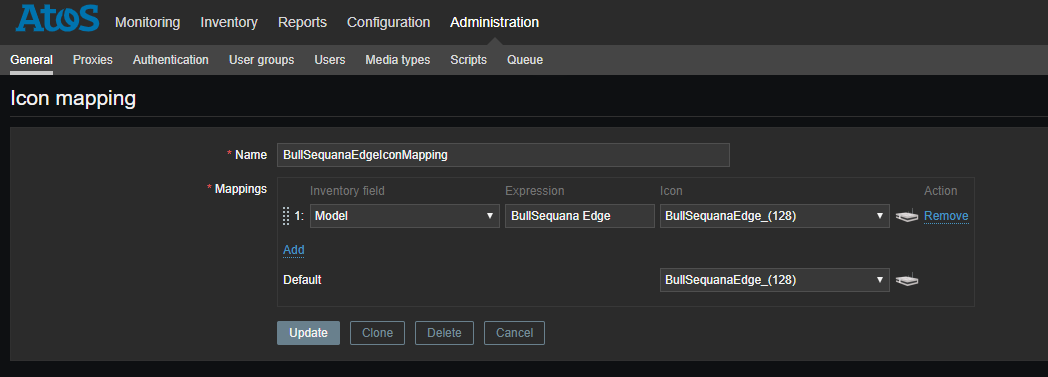 Atos Monitoring Inventory Reports Configuration Administration
General Proxies Authentication User groups Users Media types Scripts Queue
Icon mapping
* Name BullSequanaEdgeIconMapping
* Mappings Inventory field Expression Icon Action
1: Model BullSequana Edge BullSequanaEdge_(128) Remove
Add
Default BullSequanaEdge_(128)
Update Clone Delete Cancel